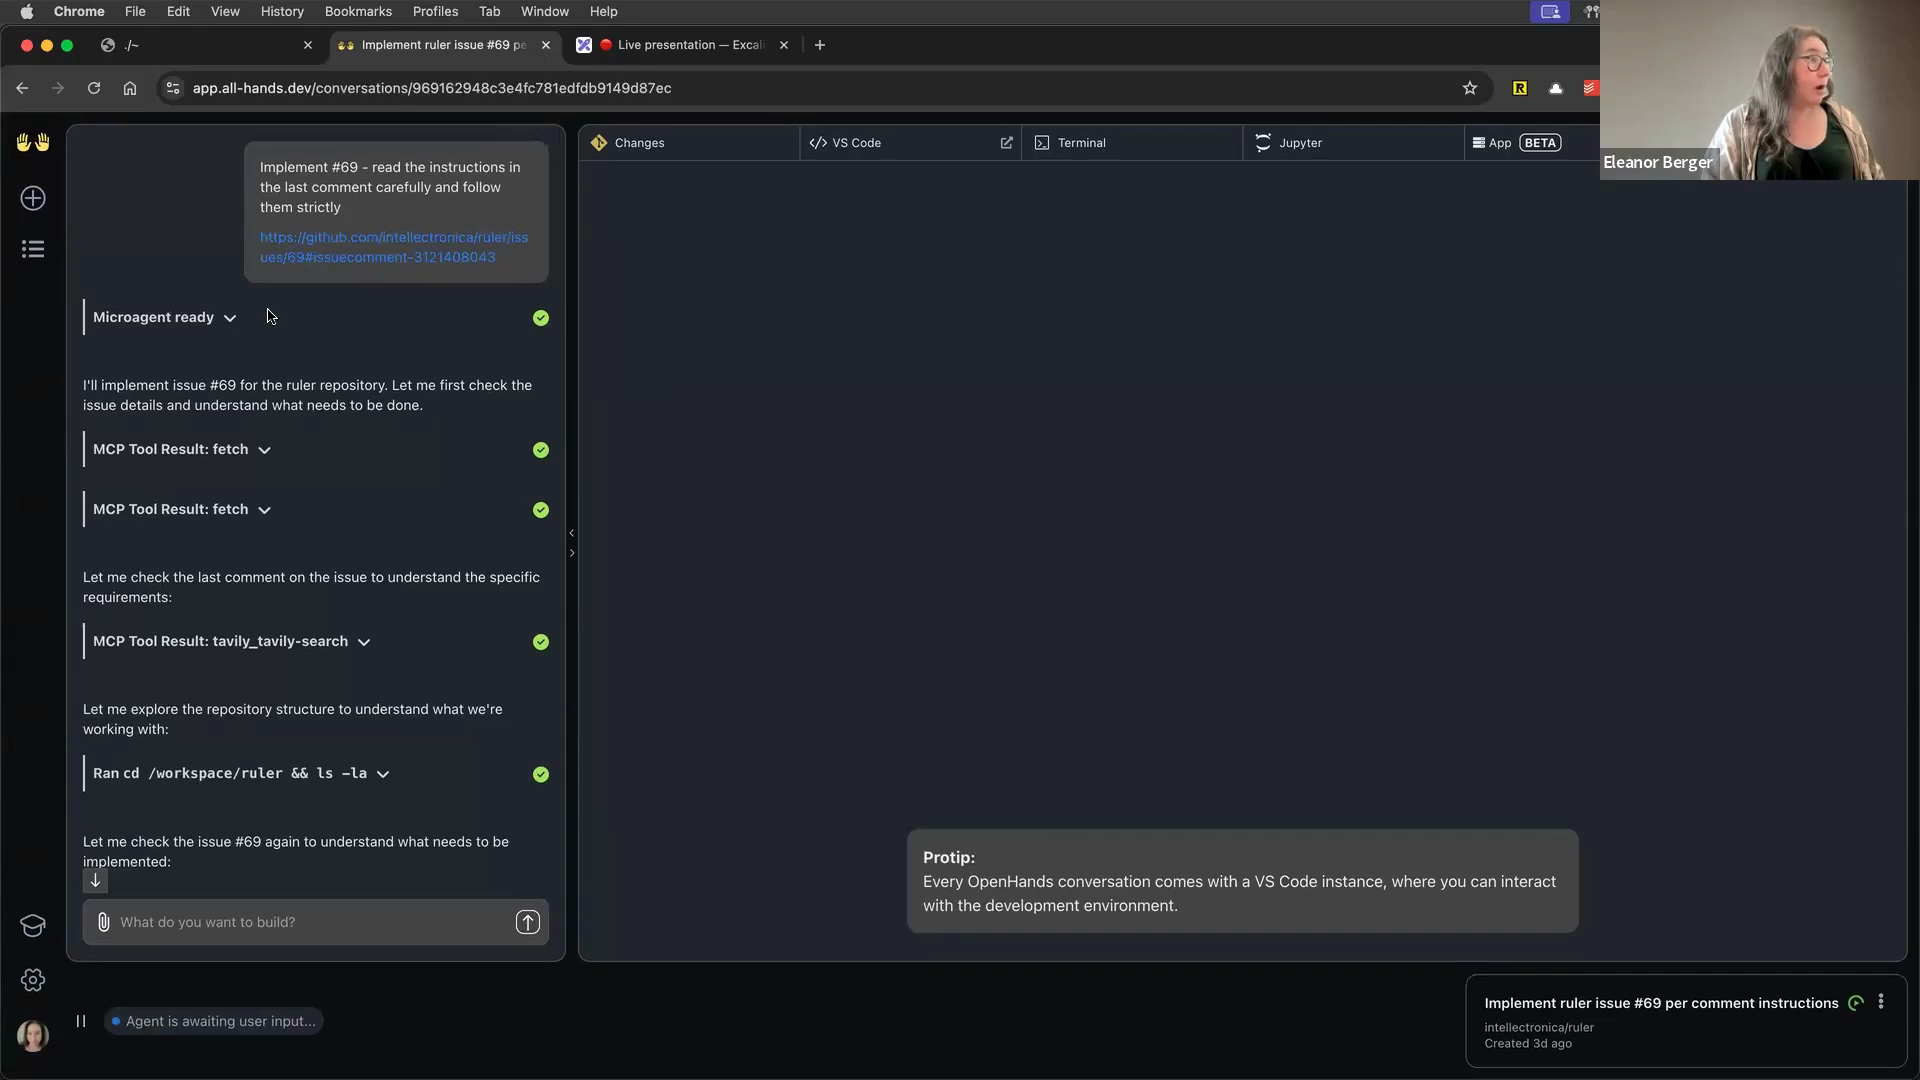 Chrome File Edit View History Bookmarks Profiles Tab Window Help
./~
Implement ruler issue #69 pe
Live presentation — Excali
app.all-hands.dev/conversations/969162948c3e4fc781edfdb9149d87ec
Eleanor Berger
Changes
VS Code
Terminal
Jupyter
App BETA
Implement #69 - read the instructions in
the last comment carefully and follow
them strictly
https://github.com/intellectronica/ruler/iss
ues/69#issuecomment-3121408043
Microagent ready
I'll implement issue #69 for the ruler repository. Let me first check the
issue details and understand what needs to be done.
MCP Tool Result: fetch
MCP Tool Result: fetch
Let me check the last comment on the issue to understand the specific
requirements:
MCP Tool Result: tavily_tavily-search
Let me explore the repository structure to understand what we're
working with:
Ran cd /workspace/ruler && ls -la
Let me check the issue #69 again to understand what needs to be
implemented:
What do you want to build?
Protip:
Every OpenHands conversation comes with a VS Code instance, where you can interact
with the development environment.
Agent is awaiting user input...
Implement ruler issue #69 per comment instructions
intellectronica/ruler
Created 3d ago